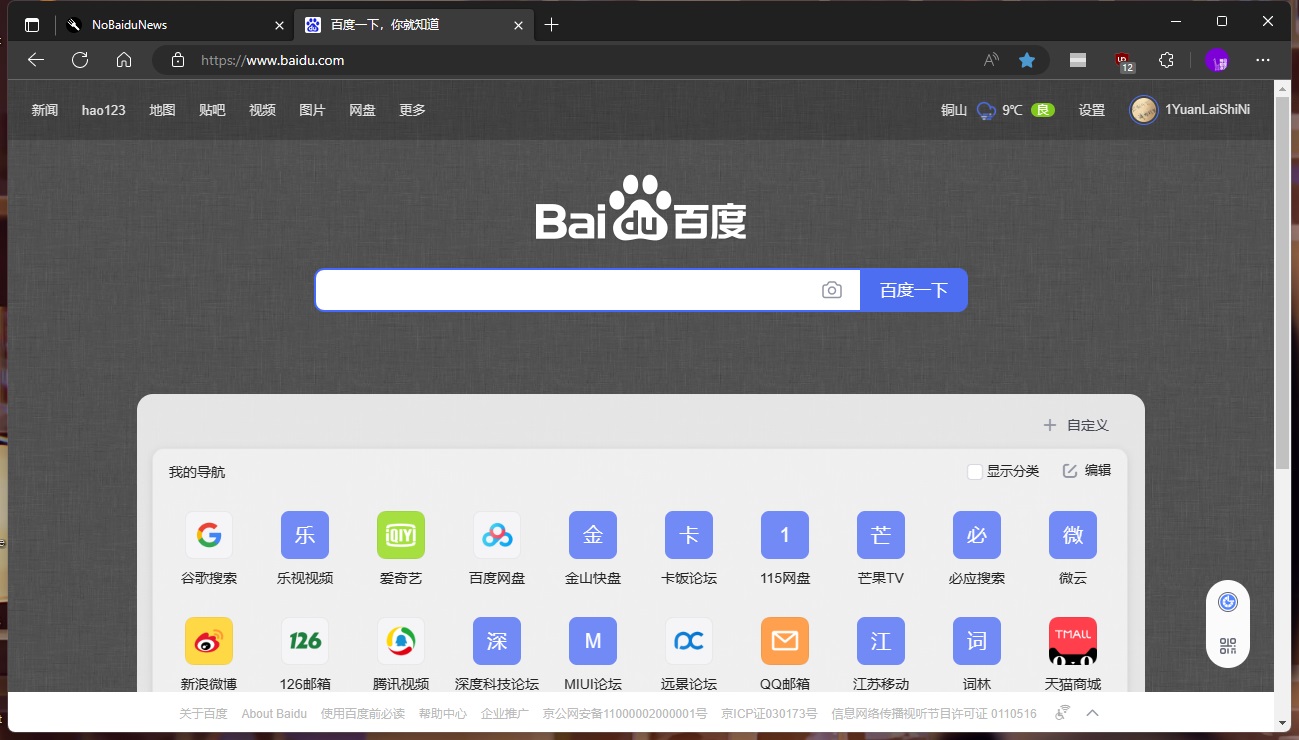 NoBaiduNews
百度一下，你就知道
https://www.baidu.com
12
新闻 hao123 地图 贴吧 视频 图片 网盘 更多 铜山 9℃ 良 设置 1YuanLaiShiNi
Bai du 百度
百度一下
自定义
我的导航 显示分类 编辑
乐 iQIY 金 卡 1 芒 必 微
谷歌搜索 乐视视频 爱奇艺 百度网盘 金山快盘 卡饭论坛 115网盘 芒果TV 必应搜索 微云
126 深 M 江 词 TMALL
新浪微博 126邮箱 腾讯视频 深度科技论坛 MIUI论坛 远景论坛 QQ邮箱 江苏移动 词林 天猫商城
关于百度 About Baidu 使用百度前必读 帮助中心 企业推广 京公网安备11000002000001号 京ICP证030173号 信息网络传播视听节目许可证 0110516